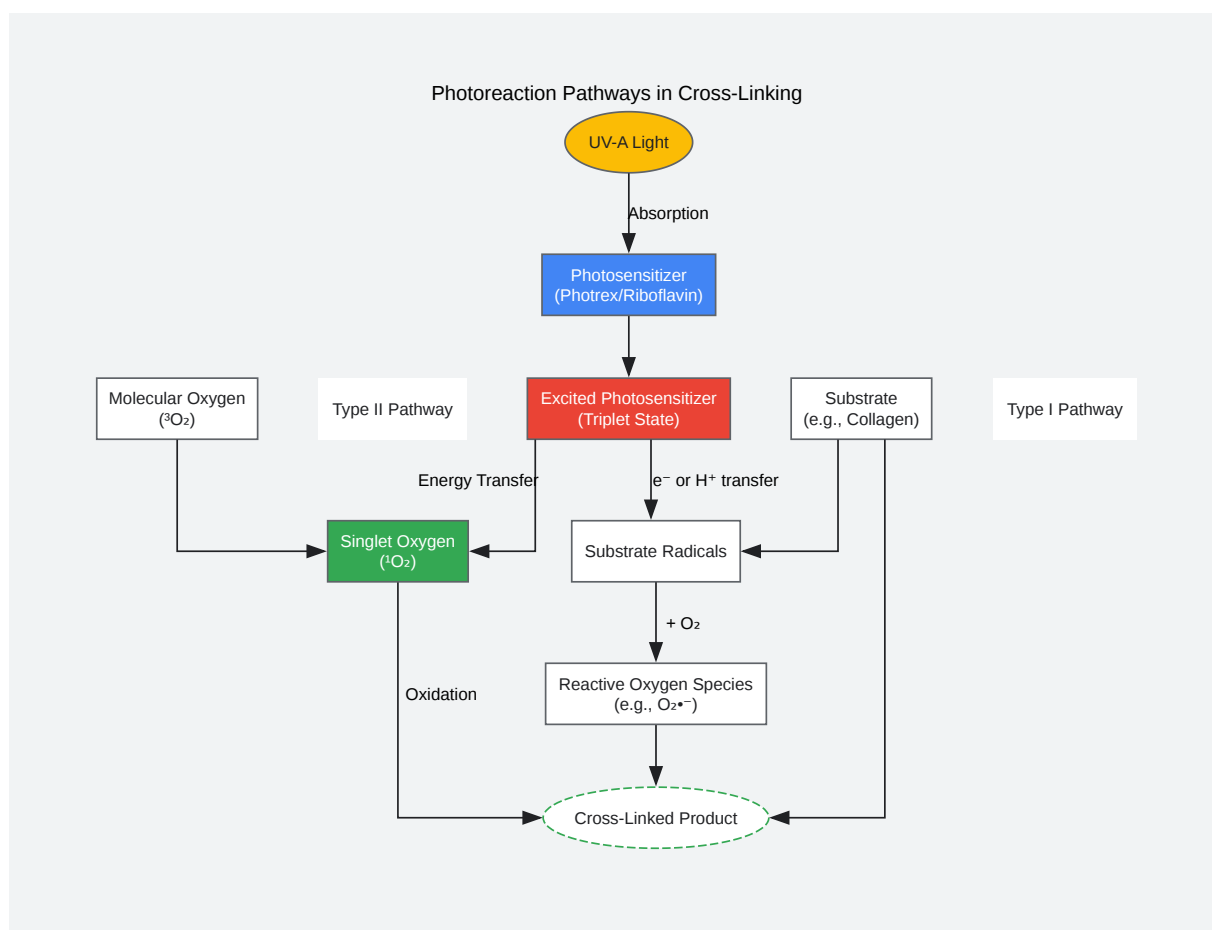 Photoreaction Pathways in Cross-Linking
UV-A Light
Absorption
Photosensitizer
(Photrex/Riboflavin)
Molecular Oxygen
(³O₂)
Type II Pathway
Excited Photosensitizer
(Triplet State)
Substrate
(e.g., Collagen)
Type I Pathway
Energy Transfer
e⁻ or H⁺ transfer
Singlet Oxygen
(¹O₂)
Substrate Radicals
+ O₂
Oxidation
Reactive Oxygen Species
(e.g., O₂•⁻)
Cross-Linked Product